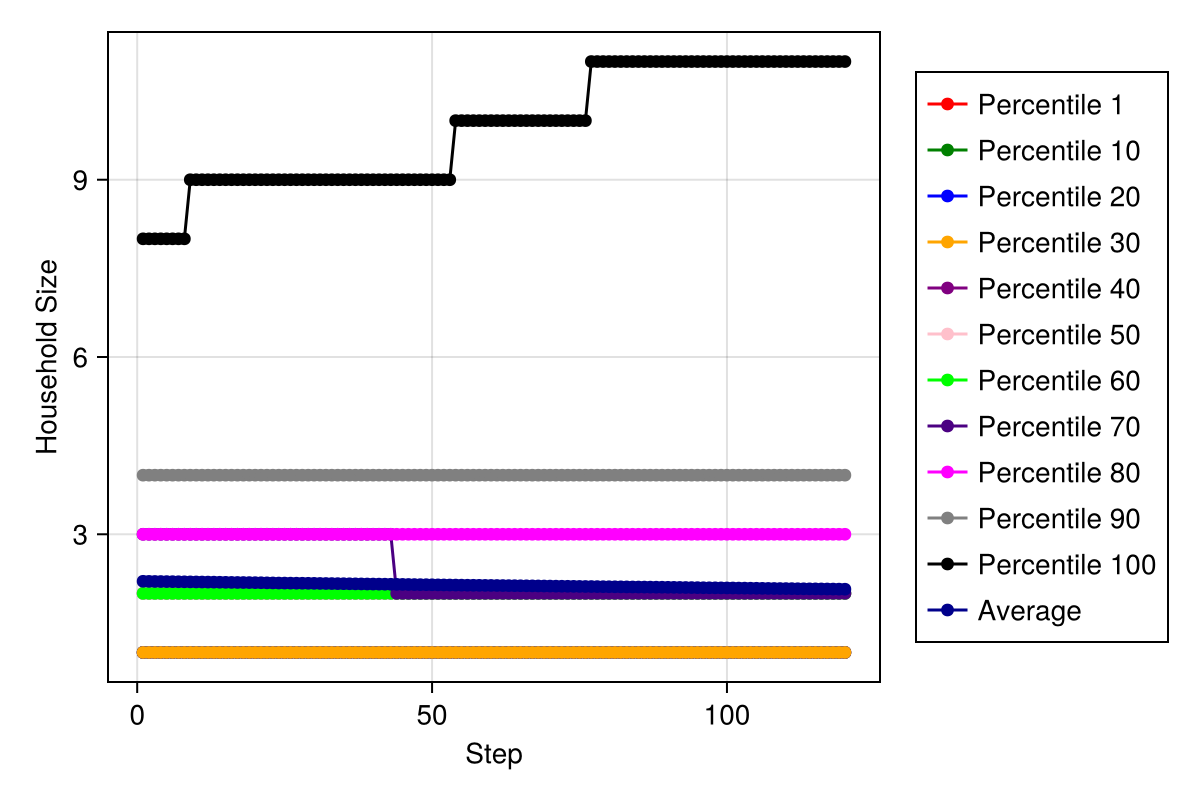 Household Size
9
6
3
0
50
100
Step
Percentile 1
Percentile 10
Percentile 20
Percentile 30
Percentile 40
Percentile 50
Percentile 60
Percentile 70
Percentile 80
Percentile 90
Percentile 100
Average